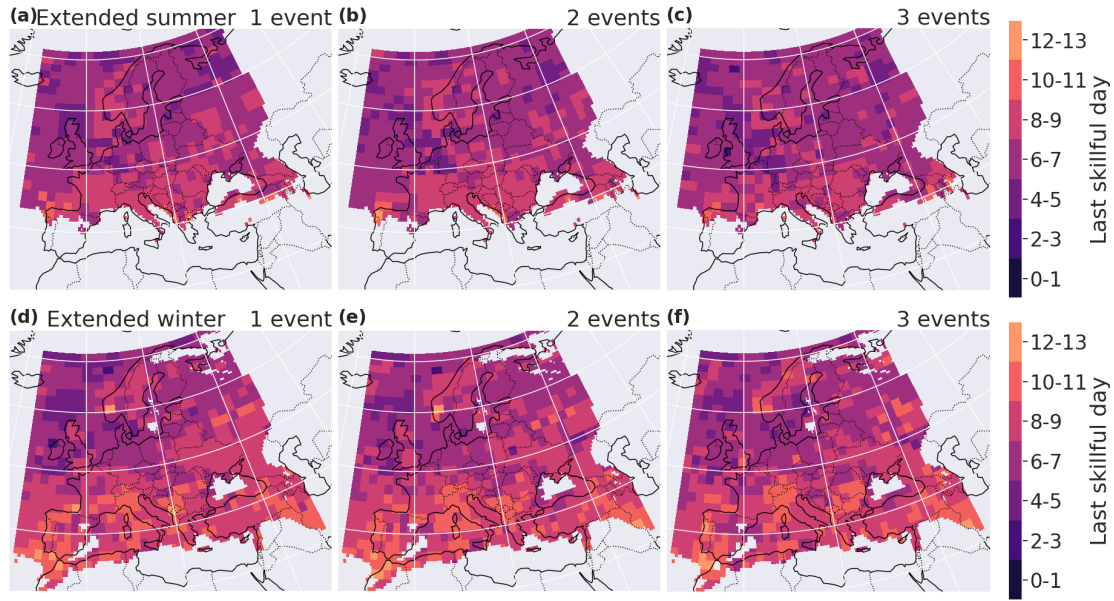 (a) Extended summer 1 event
(b) 2 events
(c) 3 events
12-13
10-11
8-9
6-7
4-5
2-3
0-1
Last skillful day
(d) Extended winter 1 event
(e) 2 events
(f) 3 events
12-13
10-11
8-9
6-7
4-5
2-3
0-1
Last skillful day